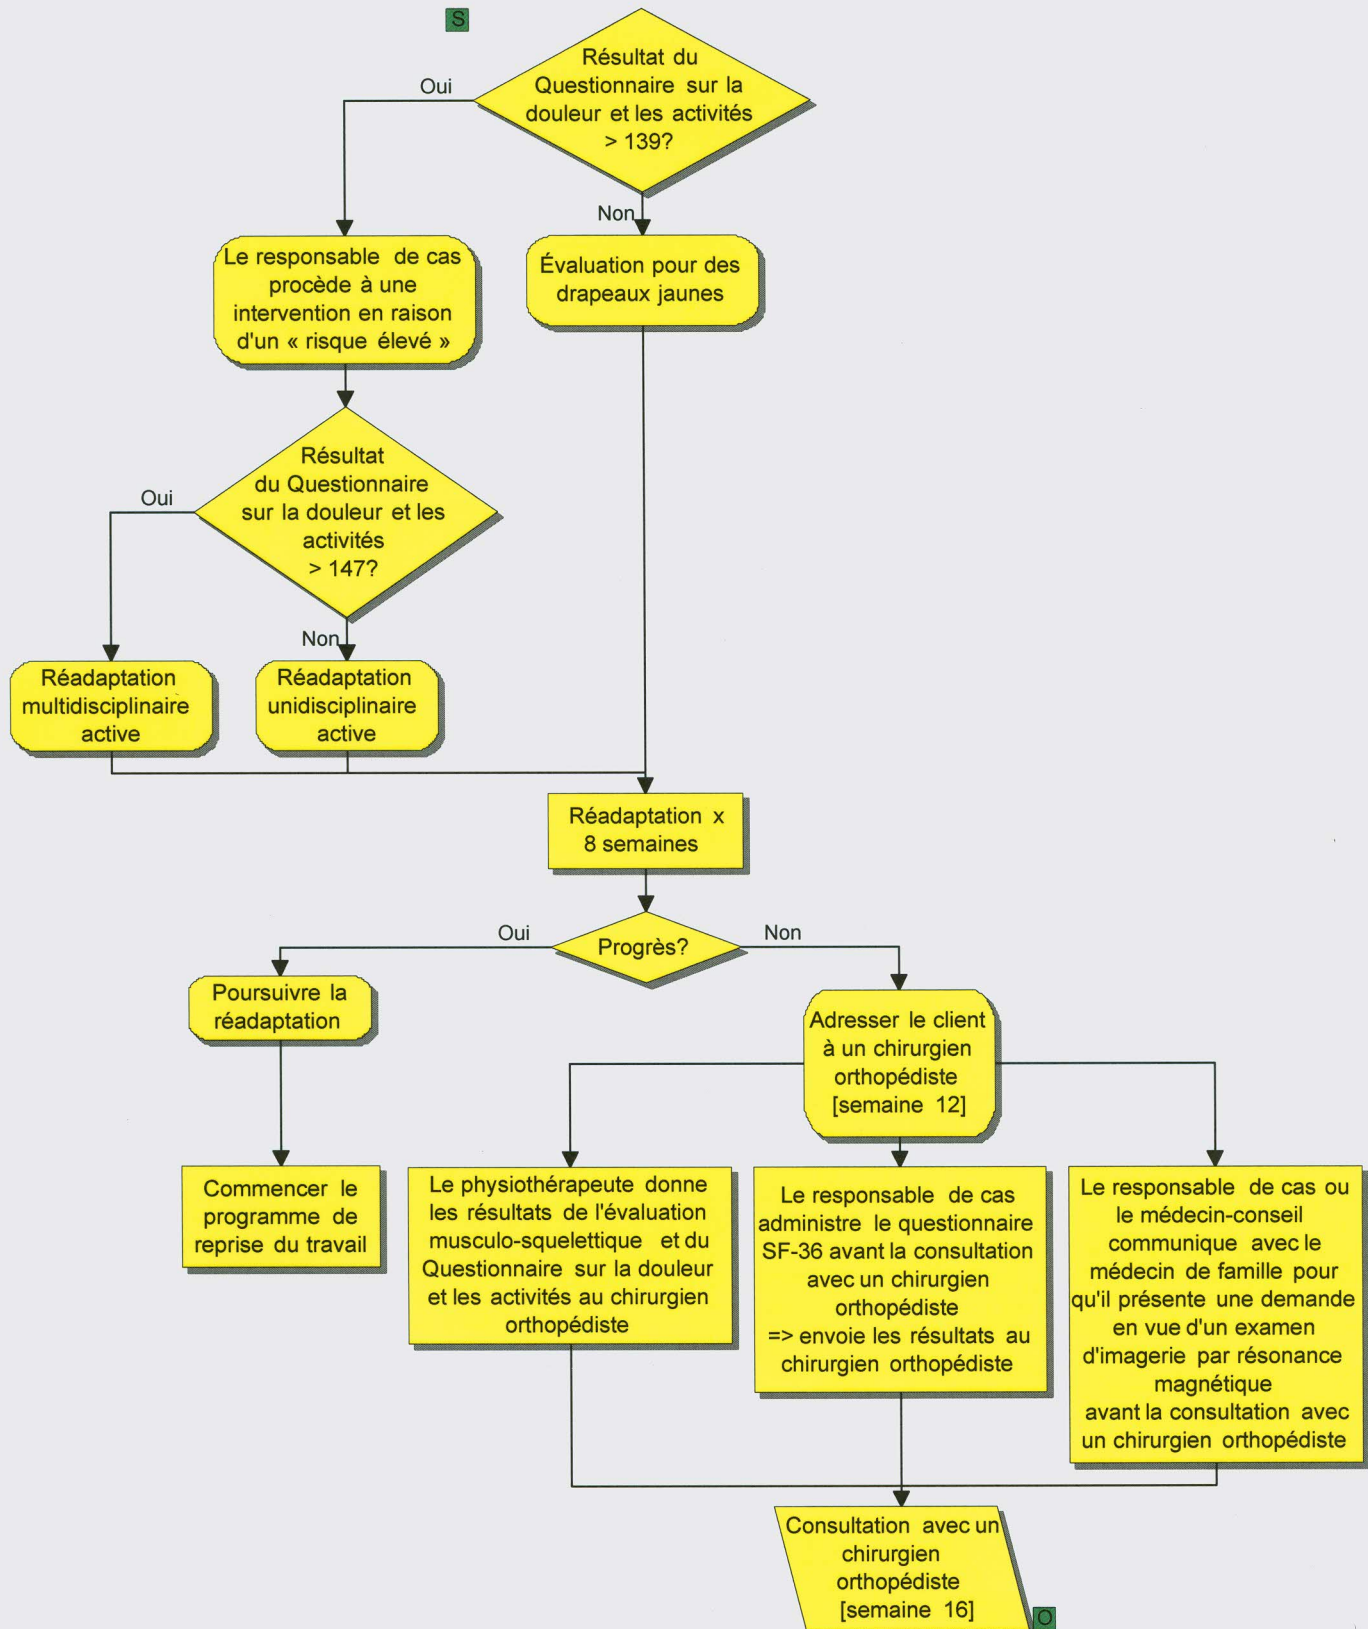 S
Résultat du
Questionnaire sur la
douleur et les activités
> 139?
Oui
Non
Le responsable de cas
procède à une
intervention en raison
d'un « risque élevé »
Évaluation pour des
drapeaux jaunes
Résultat
du Questionnaire
sur la douleur et les
activités
> 147?
Oui
Non
Réadaptation
multidisciplinaire
active
Réadaptation
unidisciplinaire
active
Réadaptation x
8 semaines
Progrès?
Oui
Non
Poursuivre la
réadaptation
Adresser le client
à un chirurgien
orthopédiste
[semaine 12]
Commencer le
programme de
reprise du travail
Le physiothérapeute donne
les résultats de l'évaluation
musculo-squelettique et du
Questionnaire sur la douleur
et les activités au chirurgien
orthopédiste
Le responsable de cas
administre le questionnaire
SF-36 avant la consultation
avec un chirurgien
orthopédiste
=> envoie les résultats au
chirurgien orthopédiste
Le responsable de cas ou
le médecin-conseil
communique avec le
médecin de famille pour
qu'il présente une demande
en vue d'un examen
d'imagerie par résonance
magnétique
avant la consultation avec
un chirurgien orthopédiste
Consultation avec un
chirurgien
orthopédiste
[semaine 16]
O